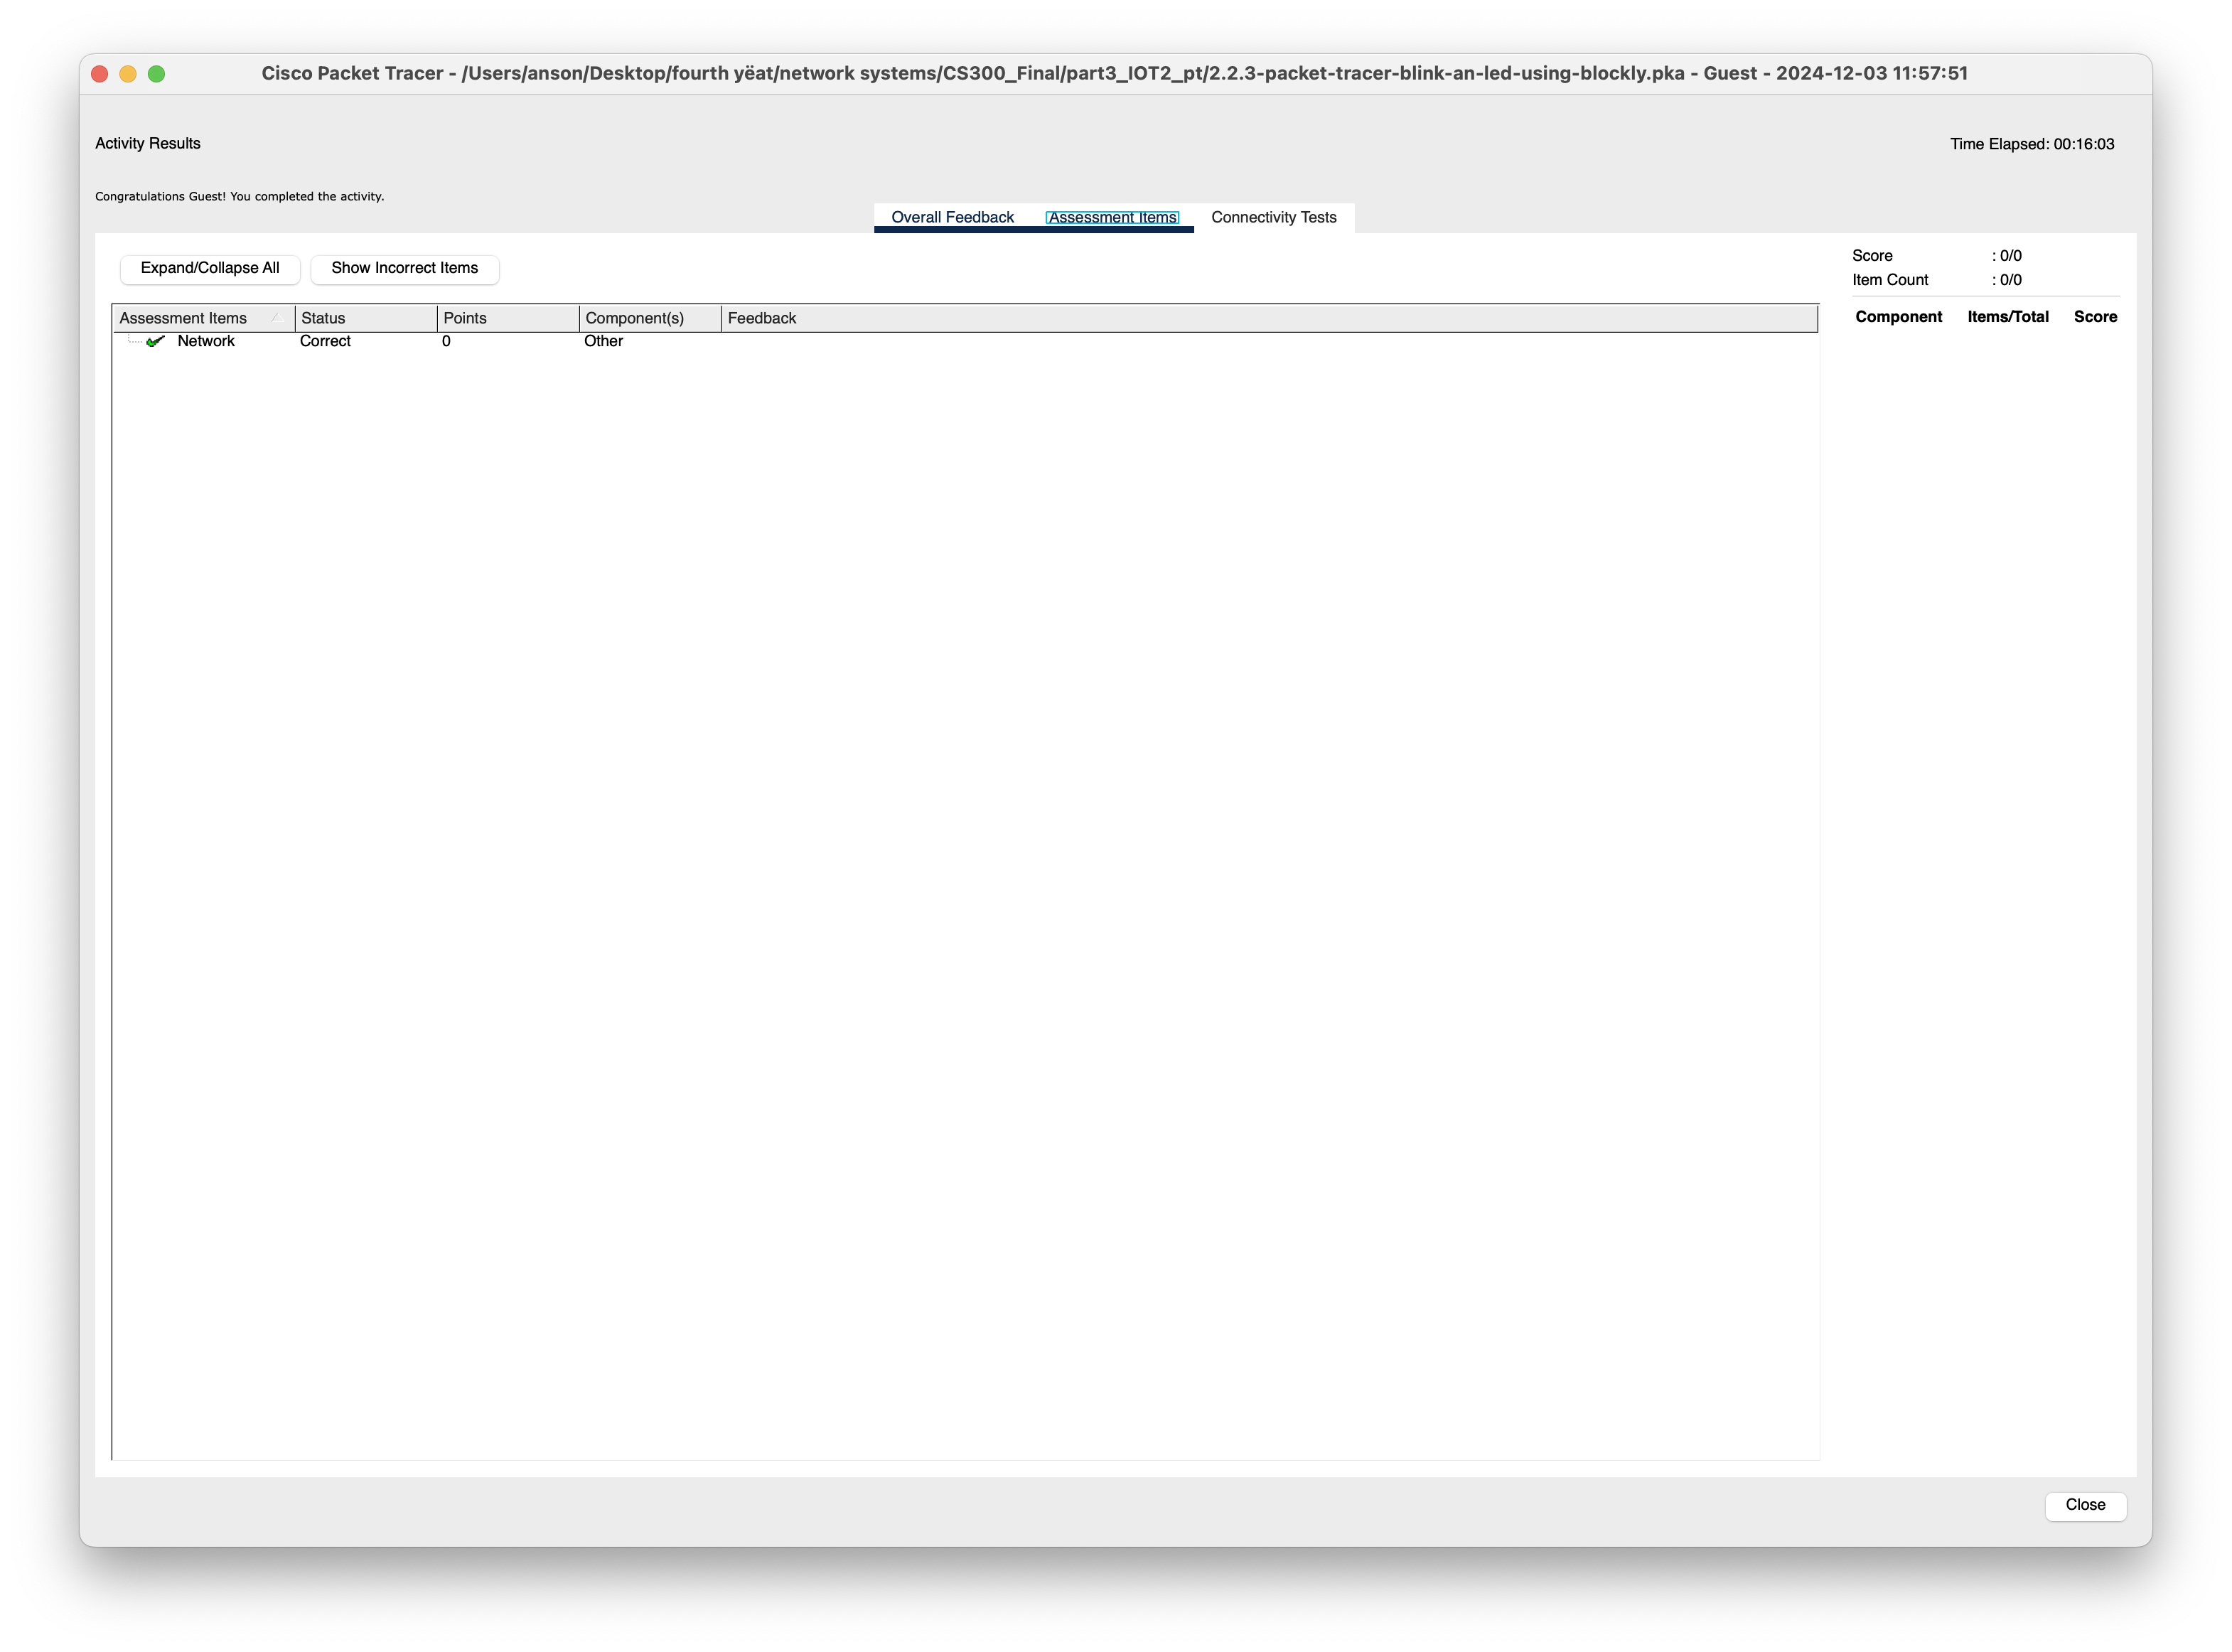 Cisco Packet Tracer - /Users/anson/Desktop/fourth yëat/network systems/CS300_Final/part3_IOT2_pt/2.2.3-packet-tracer-blink-an-led-using-blockly.pka - Guest - 2024-12-03 11:57:51
Activity Results
Time Elapsed: 00:16:03
Congratulations Guest! You completed the activity.
Overall Feedback Assessment Items Connectivity Tests
Expand/Collapse All Show Incorrect Items
Assessment Items Status Points Component(s) Feedback
Network Correct 0 Other
Score : 0/0
Item Count : 0/0
Component Items/Total Score
Close